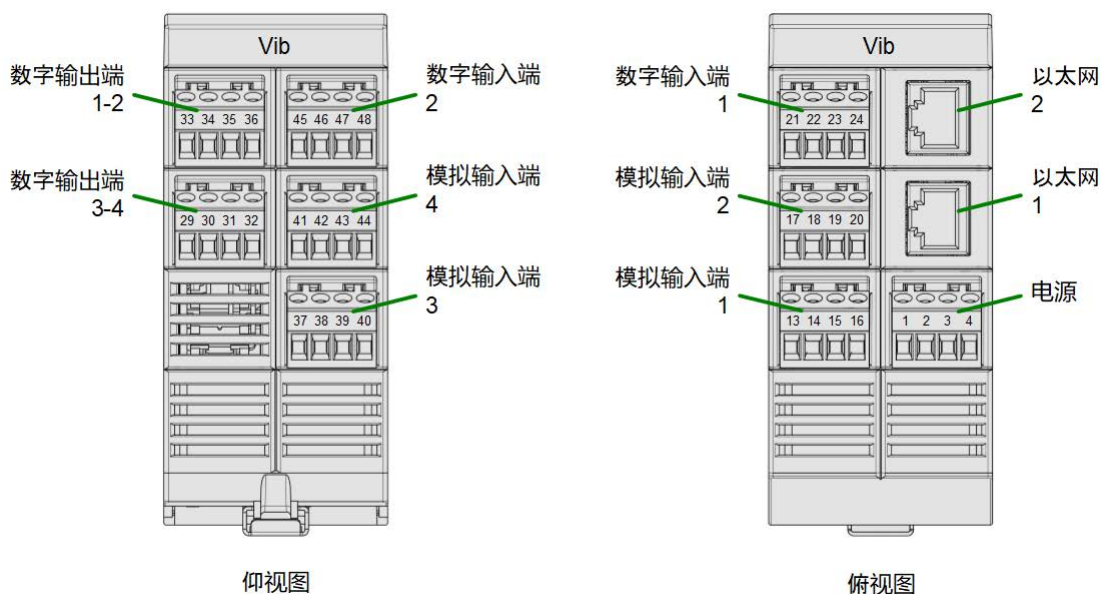 Vib
数字输出端
1-2
33 34 35 36
45 46 47 48
数字输入端
2
数字输出端
3-4
29 30 31 32
41 42 43 44
模拟输入端
4
37 38 39 40
模拟输入端
3
仰视图
Vib
数字输入端
1
21 22 23 24
以太网
2
模拟输入端
2
17 18 19 20
以太网
1
模拟输入端
1
13 14 15 16
1 2 3 4
电源
俯视图